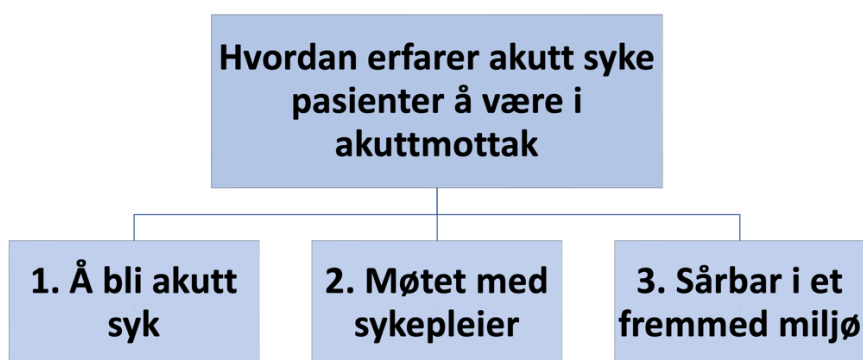 Hvordan erfarer akutt syke
pasienter å være i
akuttmottak
1. Å bli akutt
syk
2. Møtet med
sykepleier
3. Sårbar i et
fremmed miljø